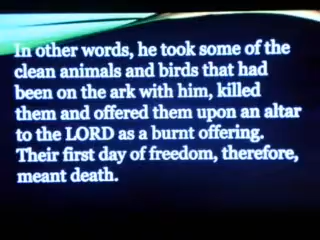 In other words, he took some of the
clean animals and birds that had
been on the ark with him, killed
them and offered them upon an altar
to the LORD as a burnt offering.
Their first day of freedom, therefore,
meant death.